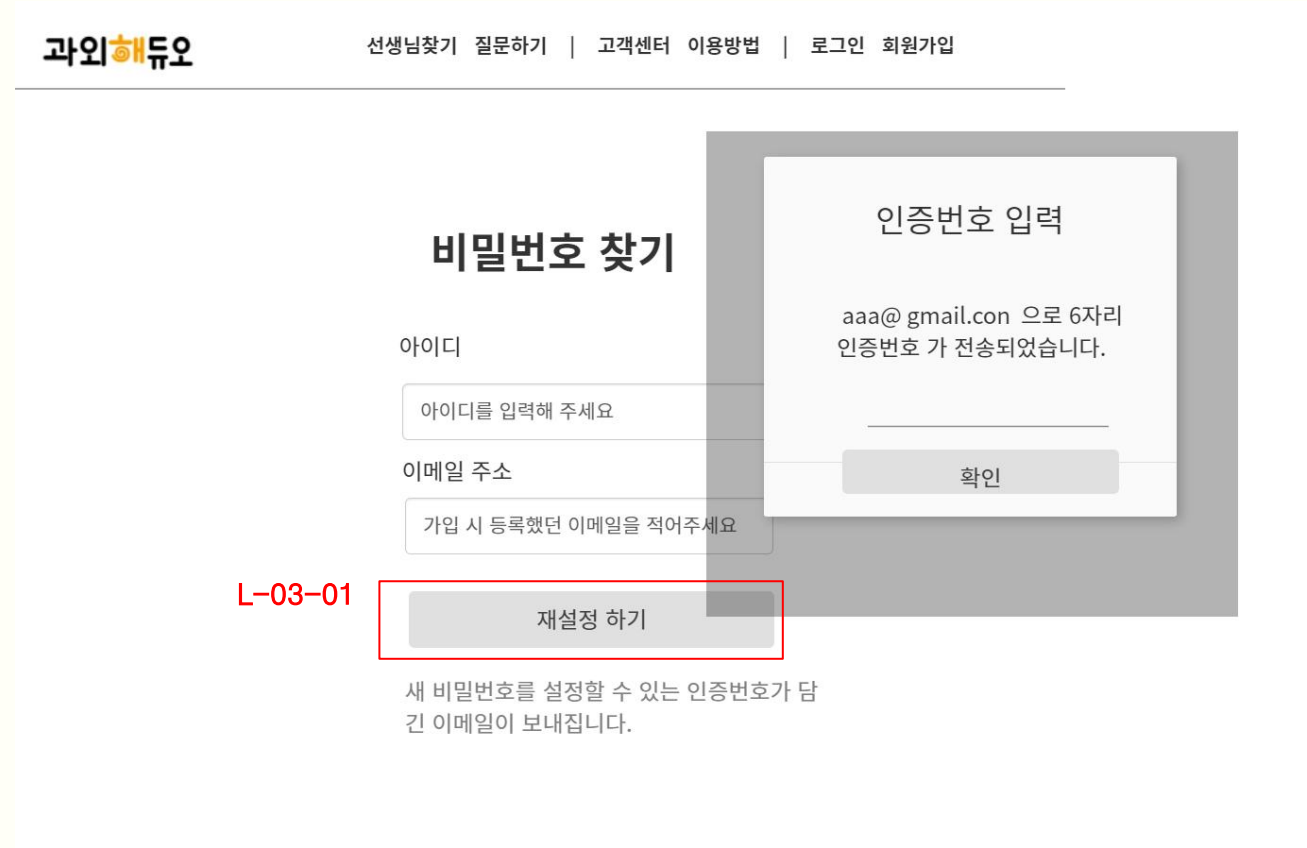 과외해듀오
선생님찾기 질문하기 | 고객센터 이용방법 | 로그인 회원가입
비밀번호 찾기
아이디
아이디를 입력해 주세요
이메일 주소
가입 시 등록했던 이메일을 적어주세요
L-03-01
재설정 하기
새 비밀번호를 설정할 수 있는 인증번호가 담
긴 이메일이 보내집니다.
인증번호 입력
aaa@ gmail.con 으로 6자리
인증번호 가 전송되었습니다.
확인